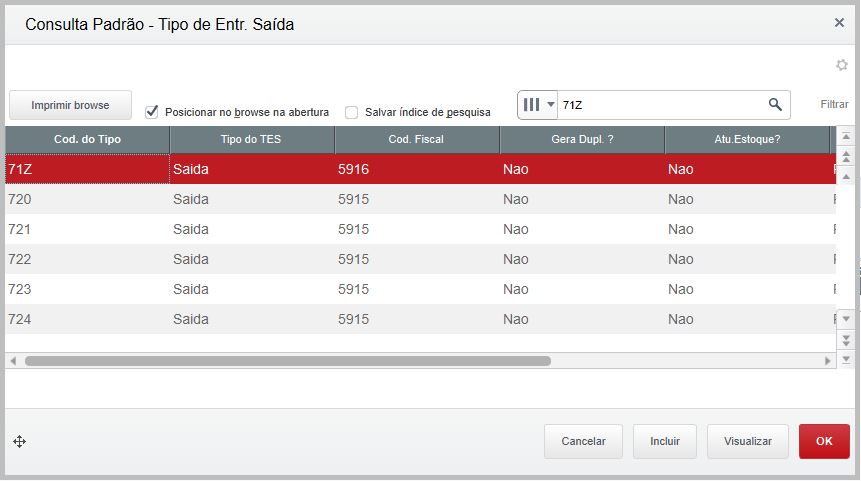 Consulta Padrão - Tipo de Entr. Saída
Imprimir browse Posicionar no browse na abertura Salvar índice de pesquisa 71Z Filtrar
Cod. do Tipo Tipo do TES Cod. Fiscal Gera Dupl. ? Atu.Estoque?
71Z Saida 5916 Nao Nao
720 Saida 5915 Nao Nao
721 Saida 5915 Nao Nao
722 Saida 5915 Nao Nao
723 Saida 5915 Nao Nao
724 Saida 5915 Nao Nao
Cancelar Incluir Visualizar OK